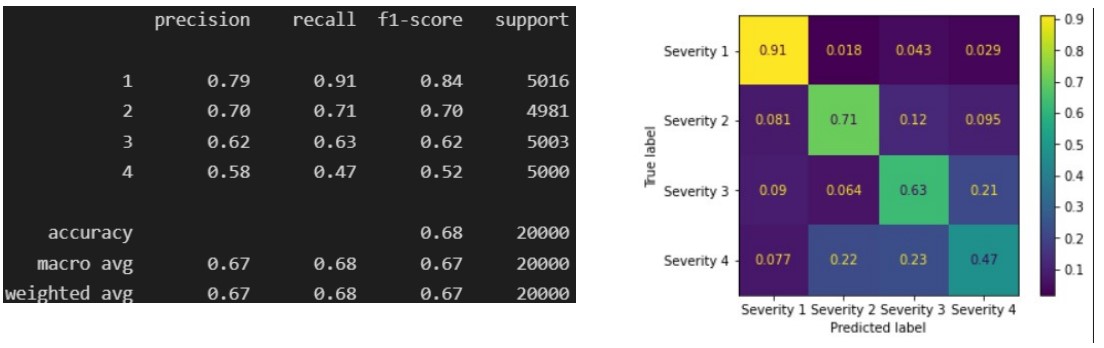 precision recall f1-score support
1 0.79 0.91 0.84 5016
2 0.70 0.71 0.70 4981
3 0.62 0.63 0.62 5003
4 0.58 0.47 0.52 5000
accuracy 0.68 20000
macro avg 0.67 0.68 0.67 20000
weighted avg 0.67 0.68 0.67 20000
True label
Severity 1 0.91 0.018 0.043 0.029
Severity 2 0.081 0.71 0.12 0.095
Severity 3 0.09 0.064 0.63 0.21
Severity 4 0.077 0.22 0.23 0.47
Severity 1 Severity 2 Severity 3 Severity 4
Predicted label
0.9
0.8
0.7
0.6
0.5
0.4
0.3
0.2
0.1